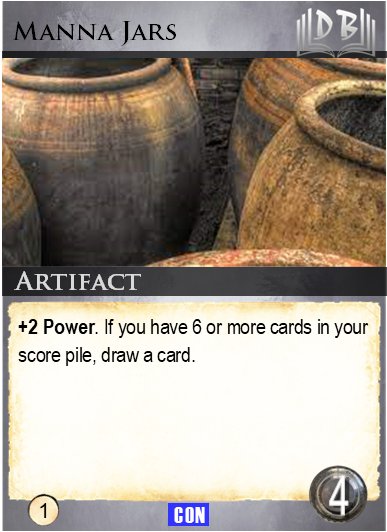 Manna Jars
DB
Artifact
+2 Power. If you have 6 or more cards in your
score pile, draw a card.
1
CON
4